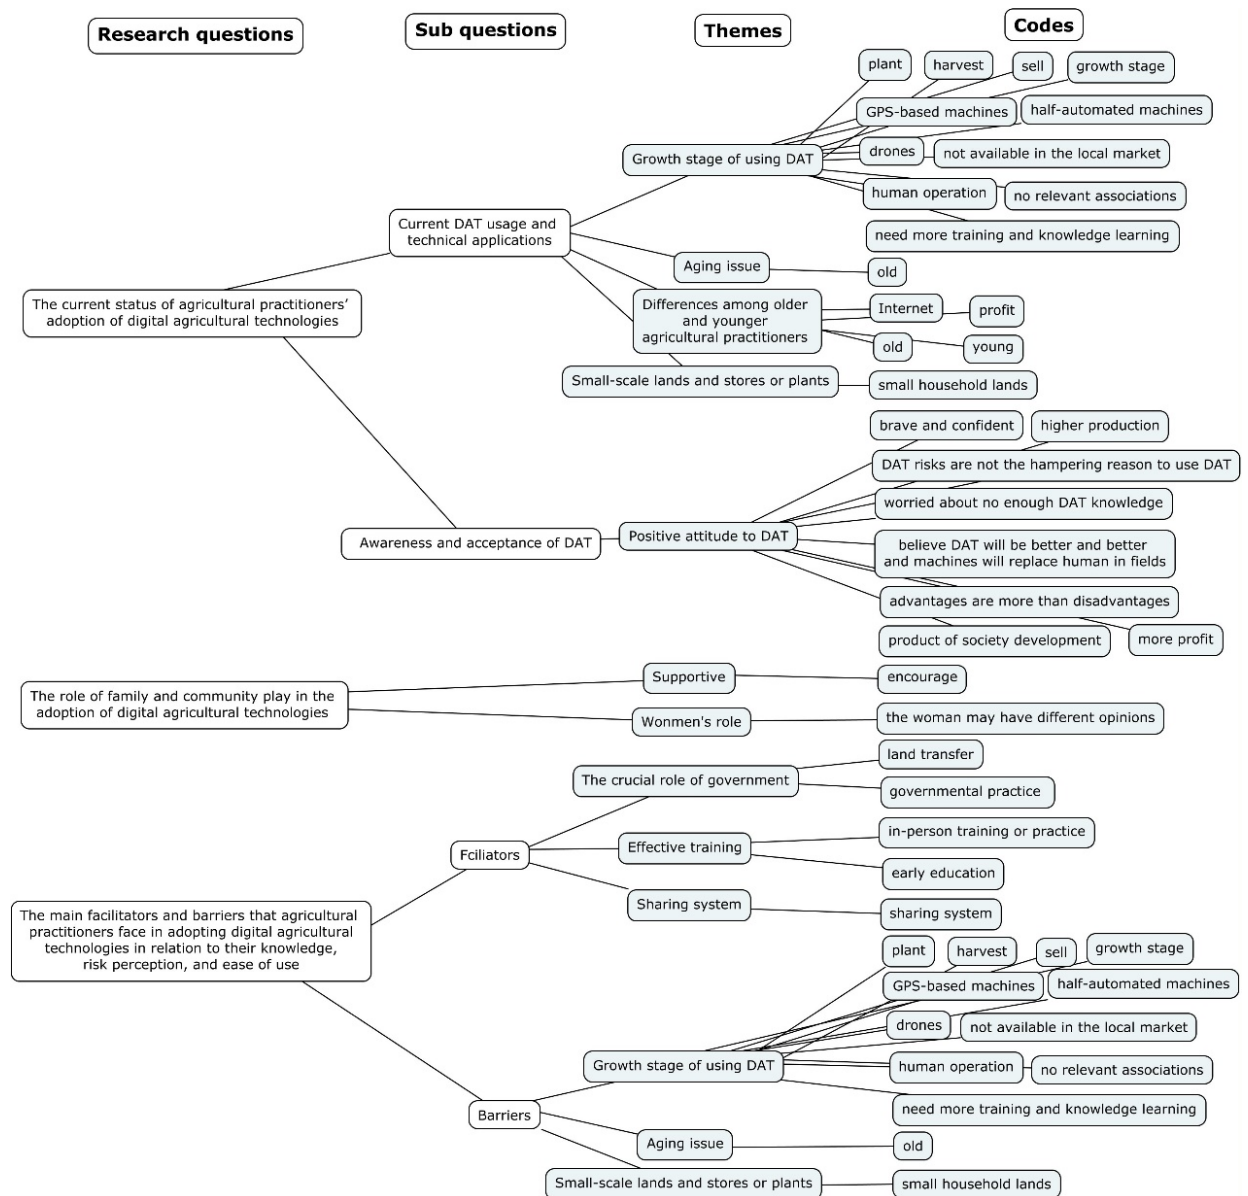 Research questions
Sub questions
Themes
Codes
plant
harvest
sell
growth stage
GPS-based machines
half-automated machines
Growth stage of using DAT
drones
not available in the local market
human operation
no relevant associations
need more training and knowledge learning
Current DAT usage and
technical applications
Aging issue
old
The current status of agricultural practitioners’
adoption of digital agricultural technologies
Differences among older
and younger
agricultural practitioners
Internet
profit
old
young
Small-scale lands and stores or plants
small household lands
brave and confident
higher production
DAT risks are not the hampering reason to use DAT
worried about no enough DAT knowledge
Awareness and acceptance of DAT
Positive attitude to DAT
believe DAT will be better and better
and machines will replace human in fields
advantages are more than disadvantages
product of society development
more profit
The role of family and community play in the
adoption of digital agricultural technologies
Supportive
encourage
Wonmen's role
the woman may have different opinions
The crucial role of government
land transfer
governmental practice
Fciliators
Effective training
in-person training or practice
early education
Sharing system
sharing system
The main facilitators and barriers that agricultural
practitioners face in adopting digital agricultural
technologies in relation to their knowledge,
risk perception, and ease of use
plant
harvest
sell
growth stage
GPS-based machines
half-automated machines
drones
not available in the local market
Growth stage of using DAT
human operation
no relevant associations
need more training and knowledge learning
Barriers
Aging issue
old
Small-scale lands and stores or plants
small household lands